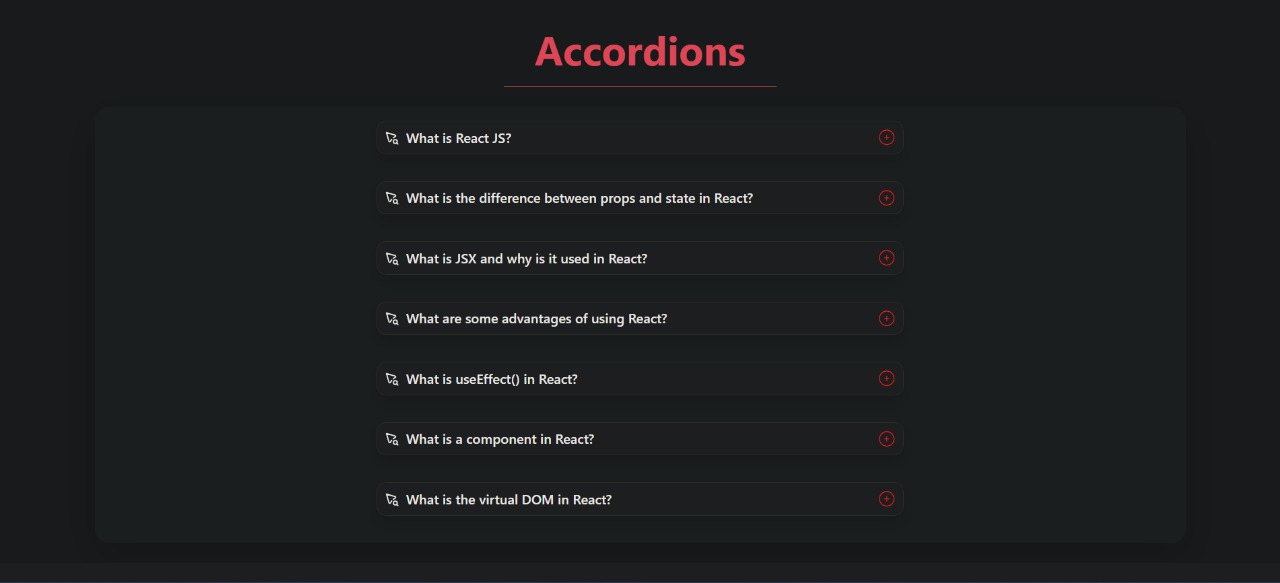 Accordions
What is React JS?
What is the difference between props and state in React?
What is JSX and why is it used in React?
What are some advantages of using React?
What is useEffect() in React?
What is a component in React?
What is the virtual DOM in React?